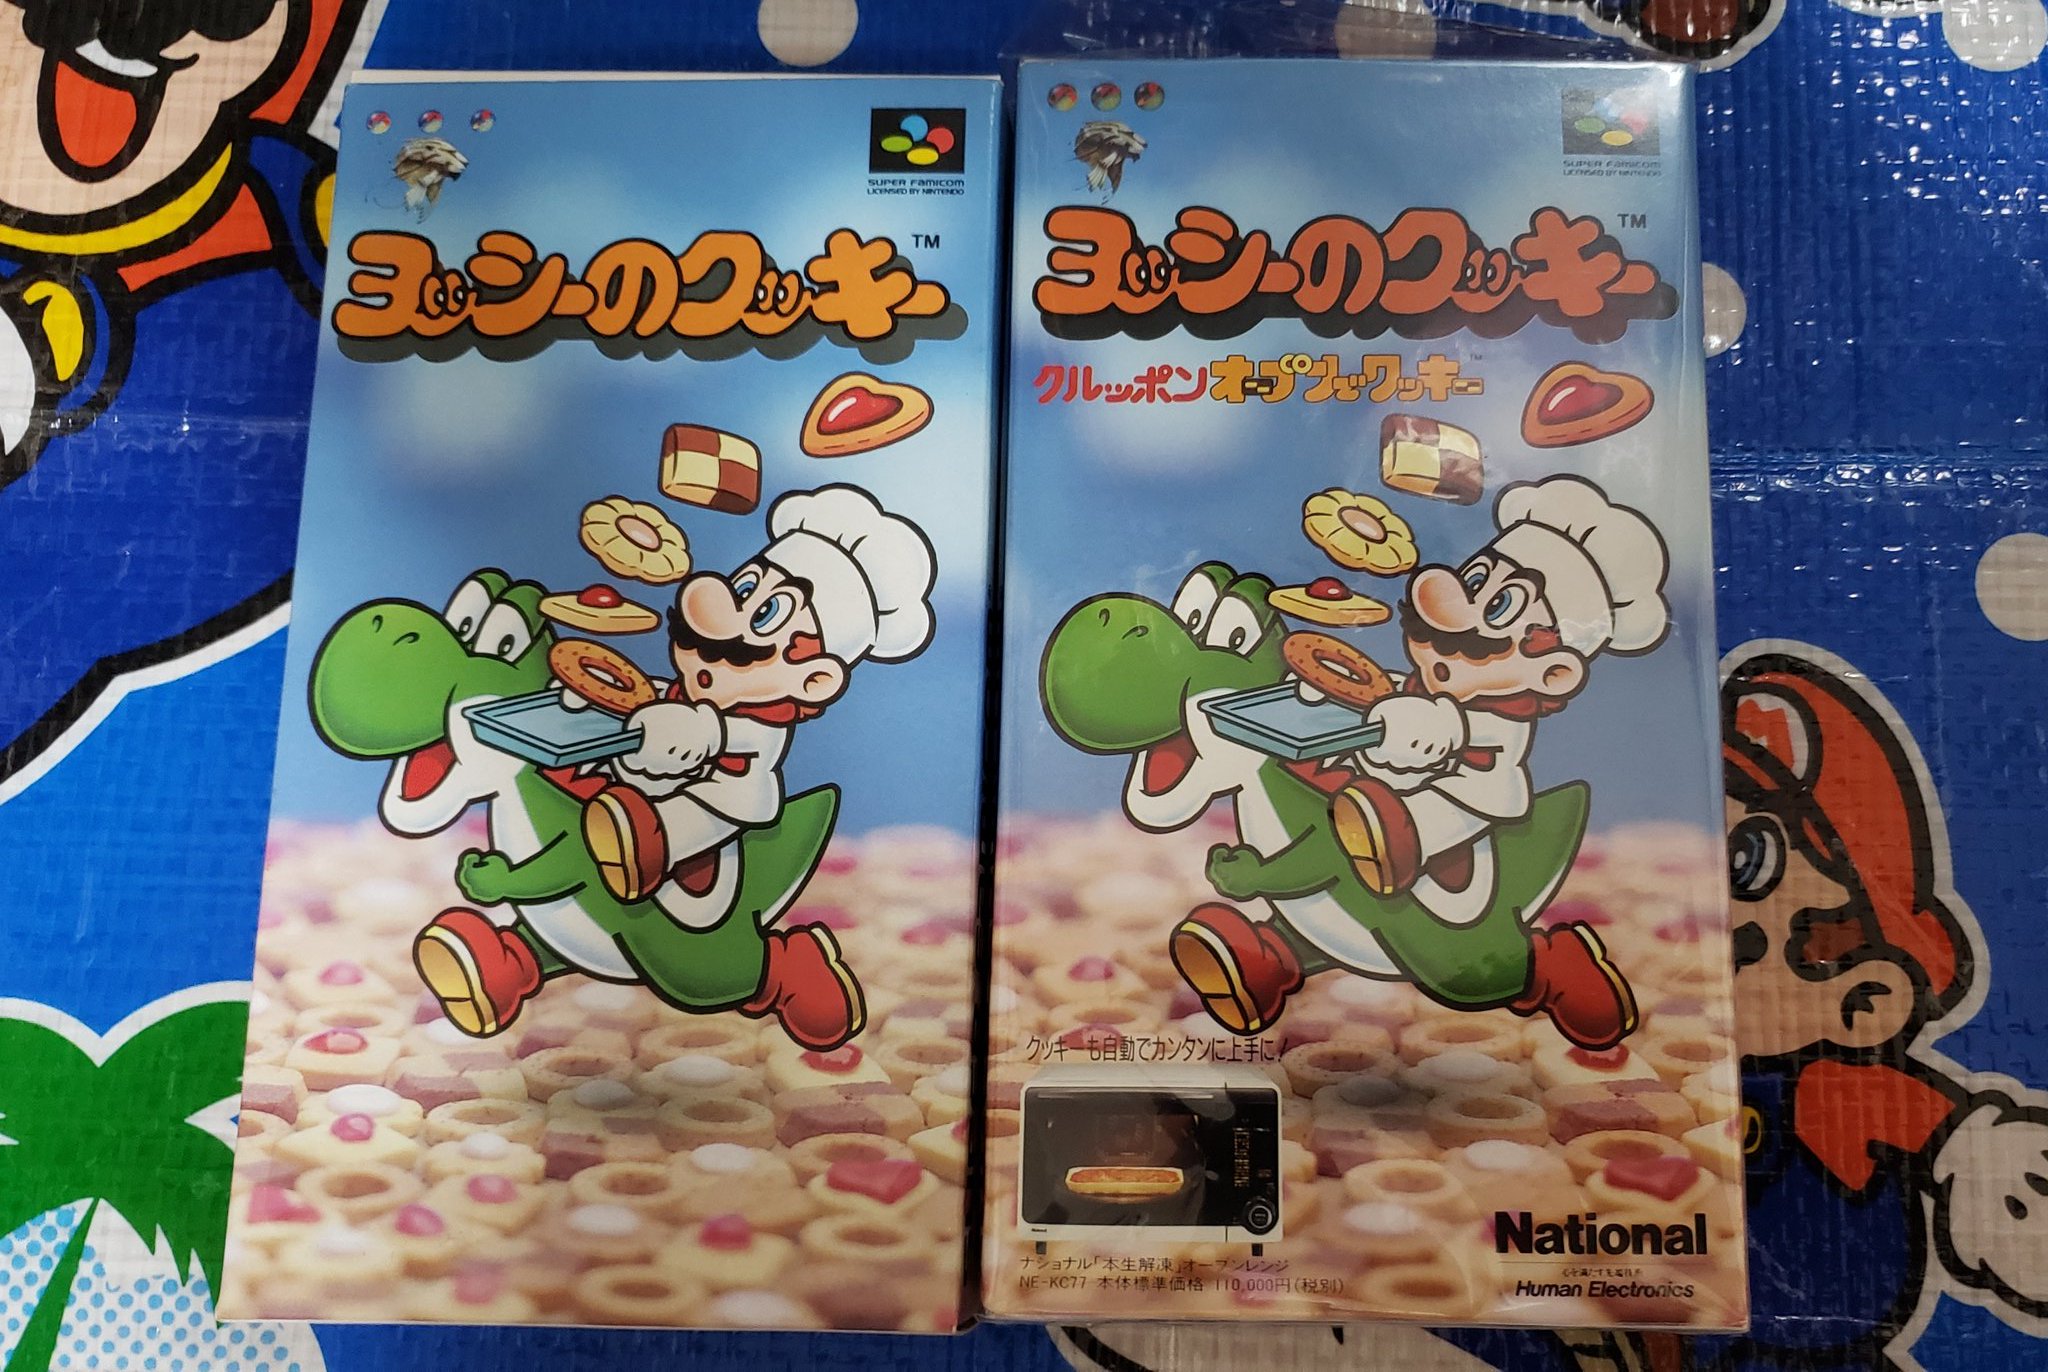 SUPER FAMICOM
LICENSED BY NINTENDO
ヨッシーのクッキー TM
SUPER FAMICOM
LICENSED BY NINTENDO
ヨッシーのクッキー TM
クルッポンオーブンでクッキー TM
クッキーも自動でカンタンに上手に!
ナショナル「本生解凍」オーブンレンジ
NE-KC77 本体標準価格 110,000円(税別)
National
Human Electronics